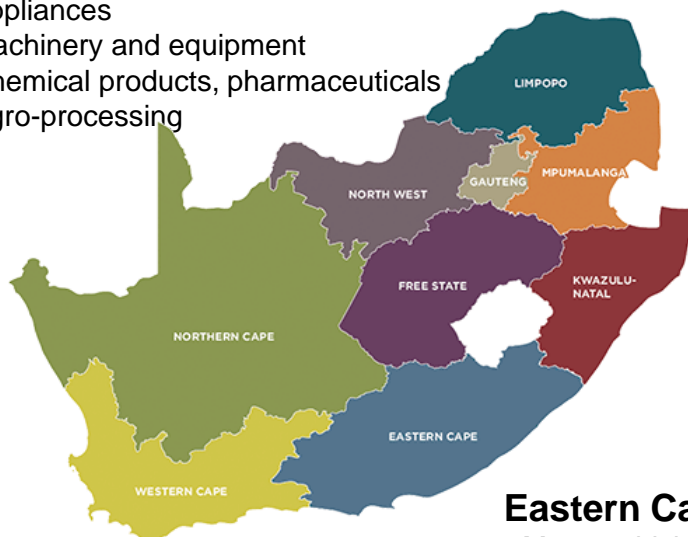 ppliances
achinery and equipment
hemical products, pharmaceuticals
gro-processing
LIMPOPO
MPUMALANGA
GAUTENG
NORTH WEST
FREE STATE
KWAZULU-
NATAL
NORTHERN CAPE
EASTERN CAPE
WESTERN CAPE
Eastern Ca